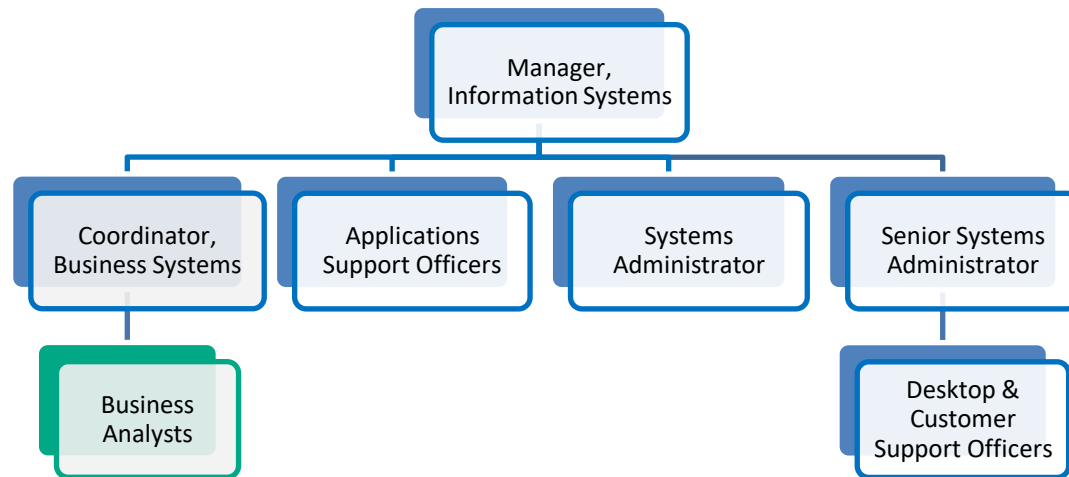 Manager,
Information Systems
Coordinator,
Business Systems
Applications
Support Officers
Systems
Administrator
Senior Systems
Administrator
Business
Analysts
Desktop &
Customer
Support Officers